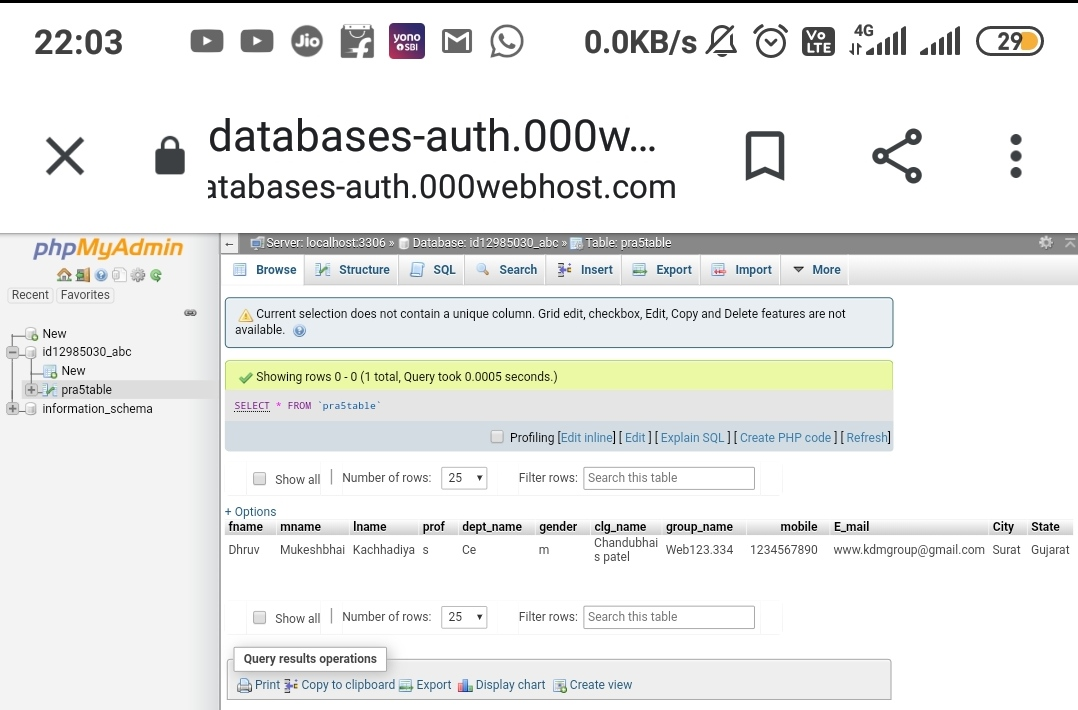 22:03 Jio yono SBI 0.0KB/s Vo LTE 4G 29
databases-auth.000w...
atabases-auth.000webhost.com
phpMyAdmin
Recent Favorites
New
id12985030_abc
New
pra5table
information_schema
← Server: localhost:3306 » Database: id12985030_abc » Table: pra5table
Browse Structure SQL Search Insert Export Import More
Current selection does not contain a unique column. Grid edit, checkbox, Edit, Copy and Delete features are not
available.
Showing rows 0 - 0 (1 total, Query took 0.0005 seconds.)
SELECT * FROM `pra5table`
Profiling [Edit inline] [ Edit ] [ Explain SQL ] [ Create PHP code ] [ Refresh]
Show all | Number of rows: 25 Filter rows: Search this table
+ Options
fname mname lname prof dept_name gender clg_name group_name mobile E_mail City State
Dhruv Mukeshbhai Kachhadiya s Ce m Chandubhai Web123.334 1234567890 www.kdmgroup@gmail.com Surat Gujarat
s patel
Show all | Number of rows: 25 Filter rows: Search this table
Query results operations
Print Copy to clipboard Export Display chart Create view